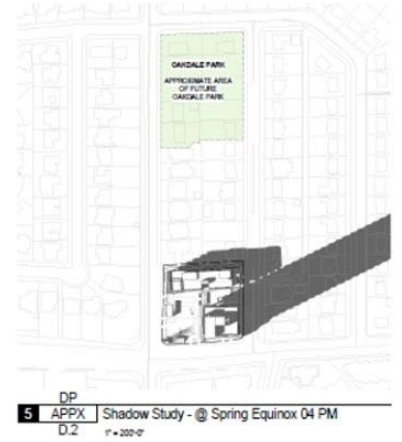 OAKDALE PARK
APPROXIMATE AREA
OF FUTURE
OAKDALE PARK
DP
5 APPX Shadow Study - @ Spring Equinox 04 PM
D.2 1" = 200'-0"